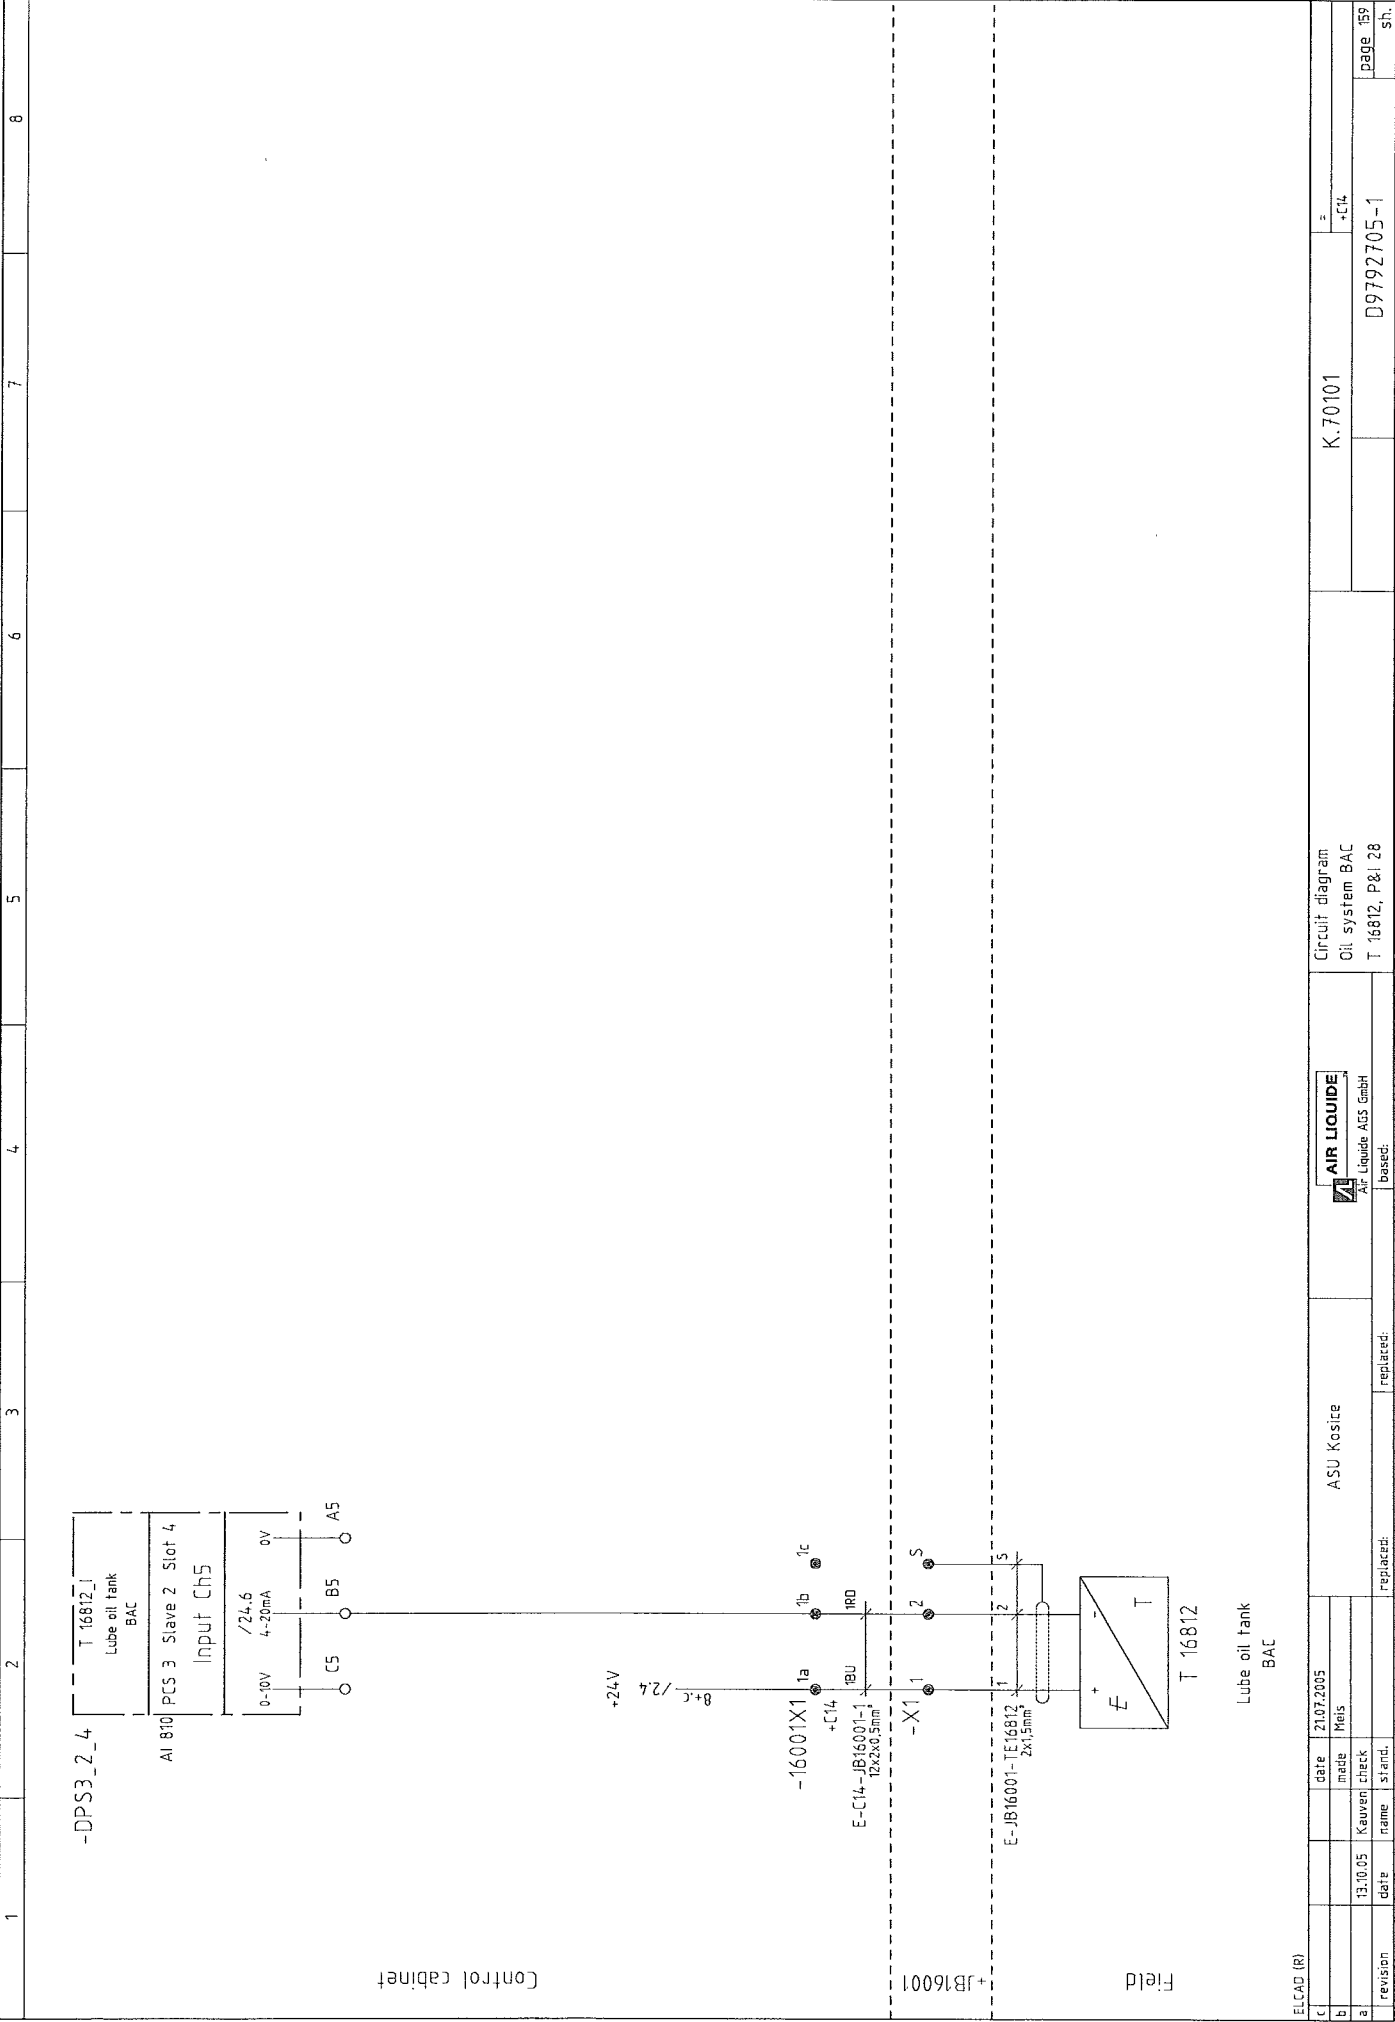 1 2 3 4 5 6 7 8
-DPS3_2_4
T 16812_I
Lube oil tank
BAC
AI 810 PCS 3 Slave 2 Slot 4
Input Ch5
/24.6
0-10V 4-20mA 0V
C5 B5 A5
Control cabinet
+24V
/2.4
8+.C
-16001X1 1a 1b 1c
+C14
E-C14-JB16001-1 1BU 1RD
12x2x0,5mm²
+JB16001
-X1 1 2 S
E-JB16001-TE16812 1 2 S
2x1,5mm²
Field
+ -
E T
T 16812
Lube oil tank
BAC
ELCAD (R)
c date 21.07.2005
b made Meis
a 13.10.05 Kauven check
revision date name stand.
ASU Kosice
replaced: replaced: based:
AIR LIQUIDE
Air Liquide AGS GmbH
Circuit diagram
Oil system BAC
T 16812, P&I 28
K.70101
=
+C14
D9792705-1
page 159
sh.